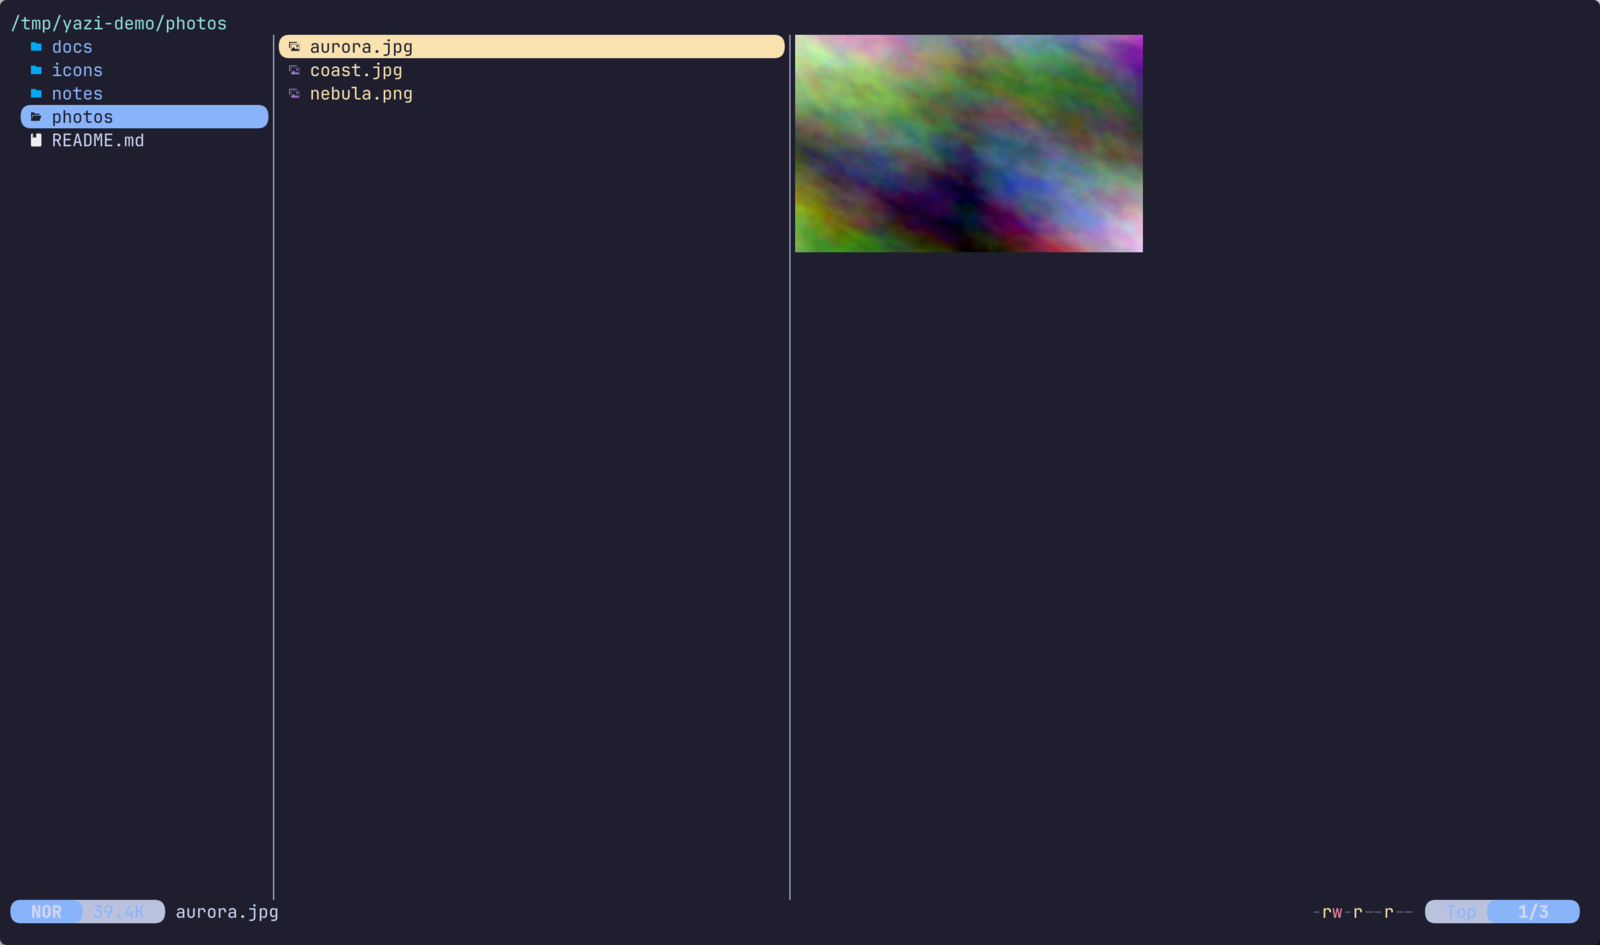 /tmp/yazi-demo/photos
docs
icons
notes
photos
README.md
aurora.jpg
coast.jpg
nebula.png
NOR 39.4K aurora.jpg
-rw-r--r-- Top 1/3